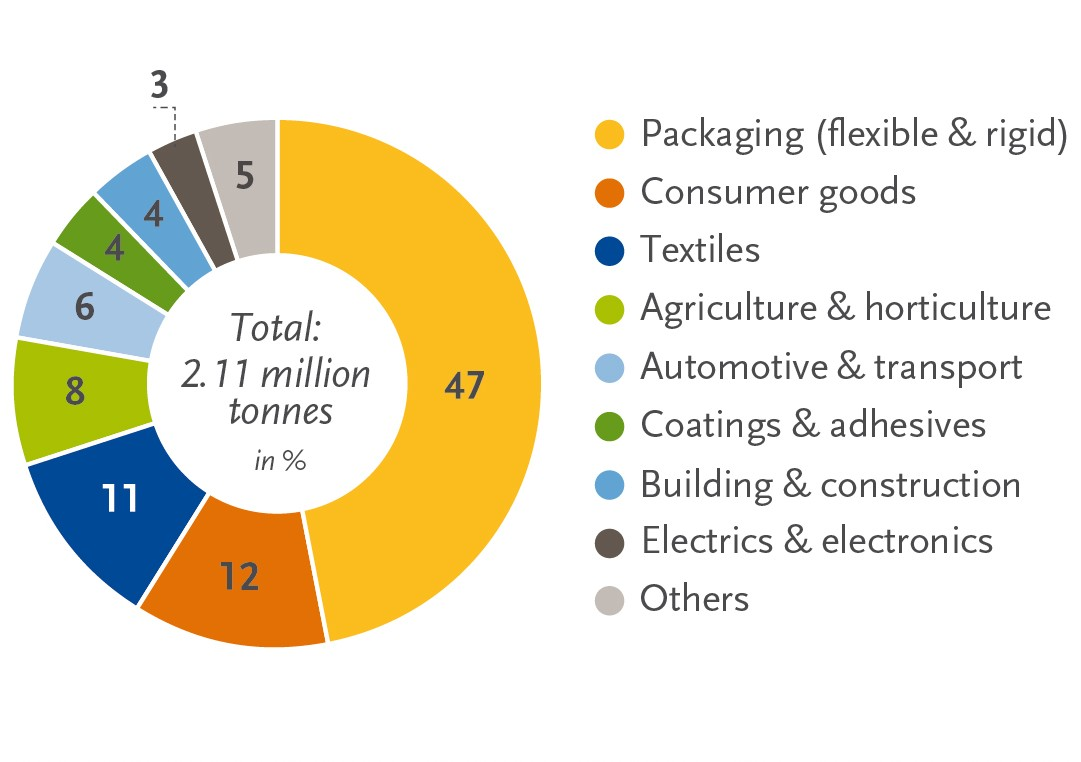 3
5
4
4
6
8
11
12
47
Total:
2.11 million
tonnes
in %
Packaging (flexible & rigid)
Consumer goods
Textiles
Agriculture & horticulture
Automotive & transport
Coatings & adhesives
Building & construction
Electrics & electronics
Others